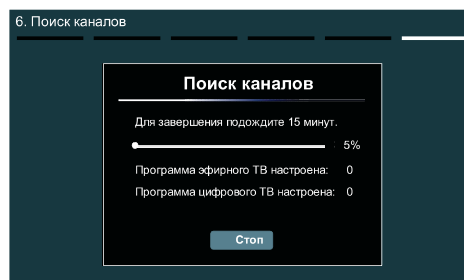 6. Поиск каналов
Поиск каналов
Для завершения подождите 15 минут.
5%
Программа эфирного ТВ настроена: 0
Программа цифрового ТВ настроена: 0
Стоп